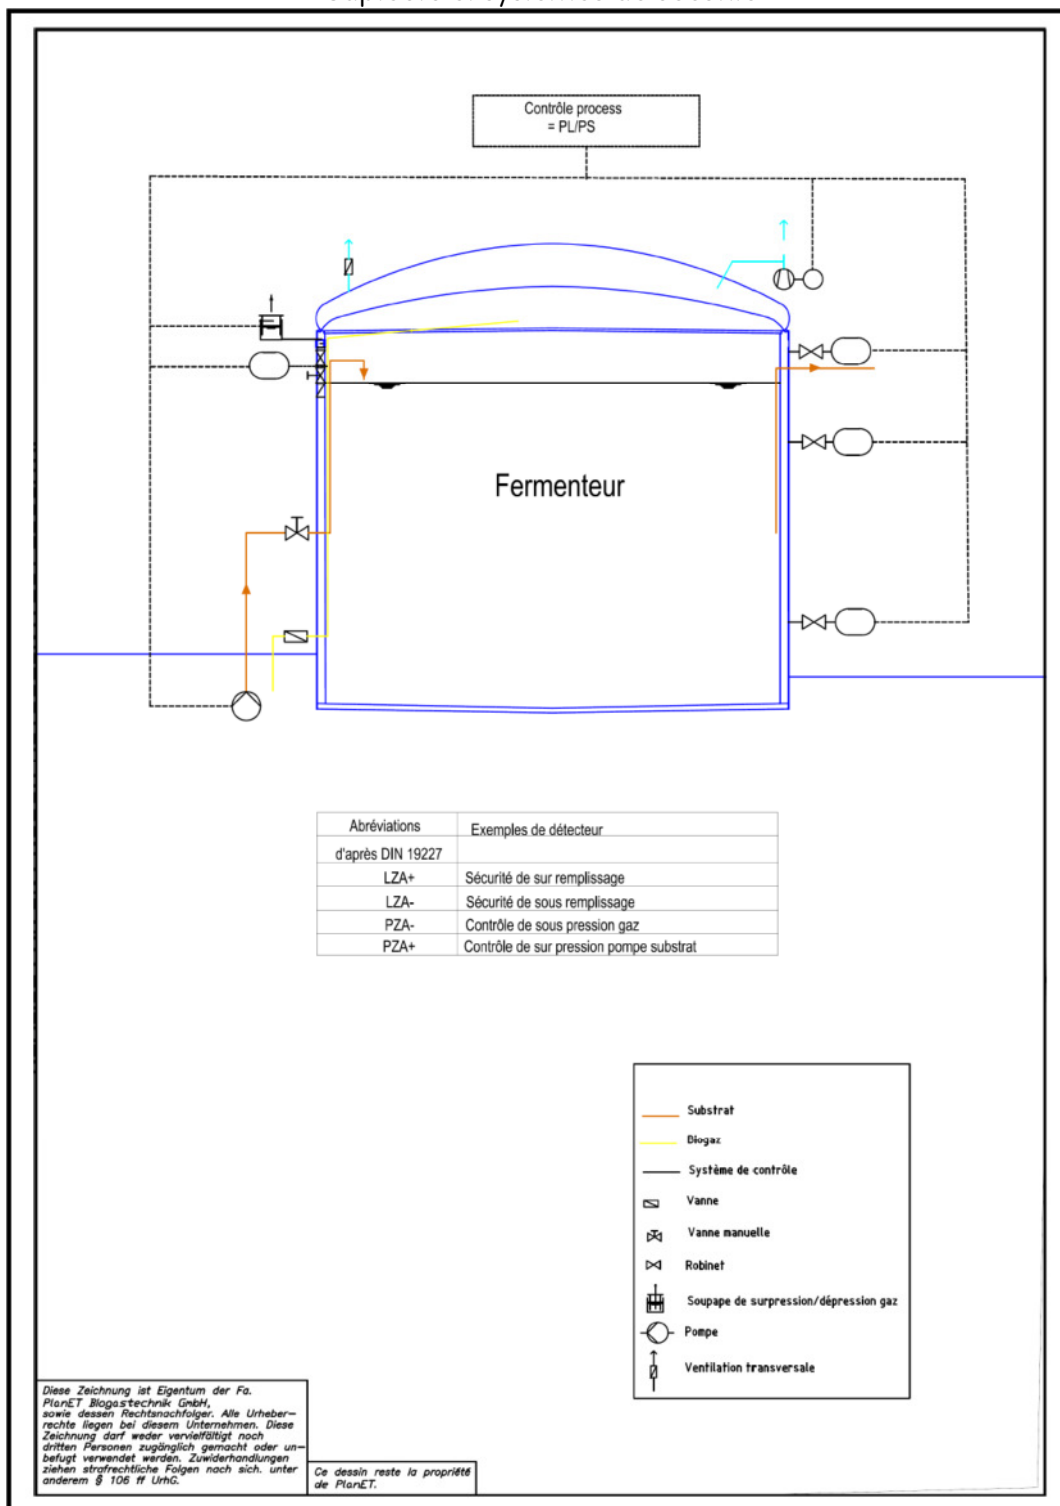 Contrôle process
= PL/PS
Fermenteur
Abréviations Exemples de détecteur
d'après DIN 19227
LZA+ Sécurité de sur remplissage
LZA- Sécurité de sous remplissage
PZA- Contrôle de sous pression gaz
PZA+ Contrôle de sur pression pompe substrat
Substrat
Biogaz
Système de contrôle
Vanne
Vanne manuelle
Robinet
Soupape de surpression/dépression gaz
Pompe
Ventilation transversale
Diese Zeichnung ist Eigentum der Fa.
PlanET Biogastechnik GmbH,
sowie dessen Rechtsnachfolger. Alle Urheber-
rechte liegen bei diesem Unternehmen. Diese
Zeichnung darf weder vervielfältigt noch
dritten Personen zugänglich gemacht oder un-
befugt verwendet werden. Zuwiderhandlungen
ziehen strafrechtliche Folgen nach sich. unter
anderem § 106 ff UrhG.
Ce dessin reste la propriété
de PlanET.